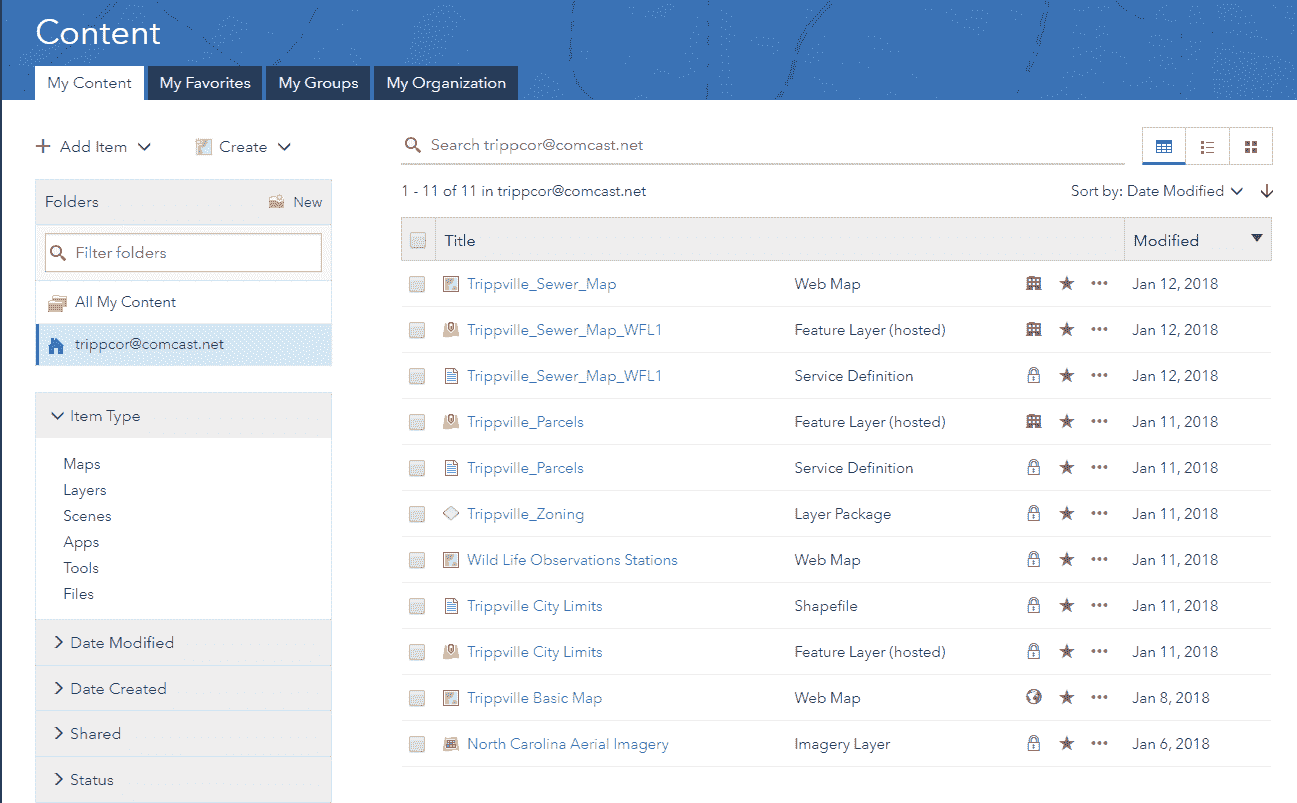 Content
My Content My Favorites My Groups My Organization
Add Item Create
Search trippcor@comcast.net
1 - 11 of 11 in trippcor@comcast.net Sort by: Date Modified
Folders New
Filter folders
All My Content
trippcor@comcast.net
Item Type
Maps
Layers
Scenes
Apps
Tools
Files
Date Modified
Date Created
Shared
Status
Title Modified
Trippville_Sewer_Map Web Map Jan 12, 2018
Trippville_Sewer_Map_WFL1 Feature Layer (hosted) Jan 12, 2018
Trippville_Sewer_Map_WFL1 Service Definition Jan 12, 2018
Trippville_Parcels Feature Layer (hosted) Jan 11, 2018
Trippville_Parcels Service Definition Jan 11, 2018
Trippville_Zoning Layer Package Jan 11, 2018
Wild Life Observations Stations Web Map Jan 11, 2018
Trippville City Limits Shapefile Jan 11, 2018
Trippville City Limits Feature Layer (hosted) Jan 11, 2018
Trippville Basic Map Web Map Jan 8, 2018
North Carolina Aerial Imagery Imagery Layer Jan 6, 2018